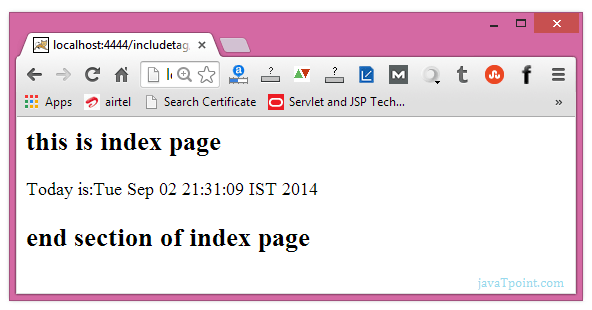 localhost:4444/includetag
Apps
airtel
Search Certificate
Servlet and JSP Tech...
»
this is index page
Today is:Tue Sep 02 21:31:09 IST 2014
end section of index page
javaTpoint.com